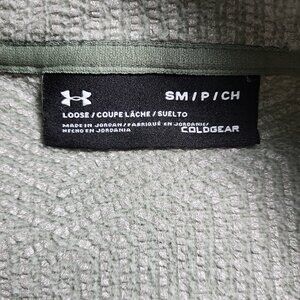 SM / P / CH
LOOSE / COUPE LÂCHE / SUELTO
MADE IN JORDAN / FABRIQUÉ EN JORDANIE /
HECHO EN JORDANIA
COLDGEAR